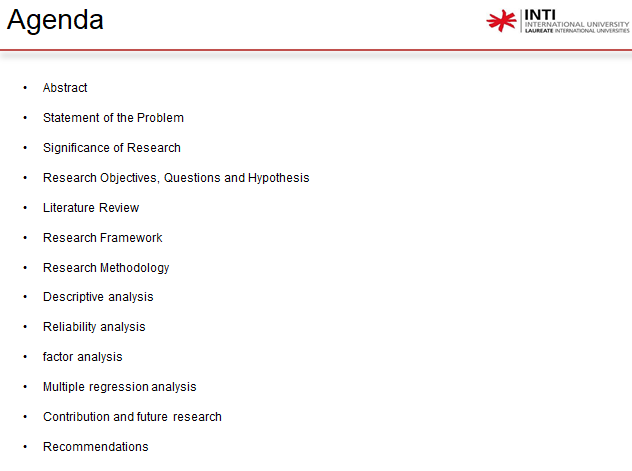 Agenda
INTI
INTERNATIONAL UNIVERSITY
LAUREATE INTERNATIONAL UNIVERSITIES
• Abstract
• Statement of the Problem
• Significance of Research
• Research Objectives, Questions and Hypothesis
• Literature Review
• Research Framework
• Research Methodology
• Descriptive analysis
• Reliability analysis
• factor analysis
• Multiple regression analysis
• Contribution and future research
• Recommendations